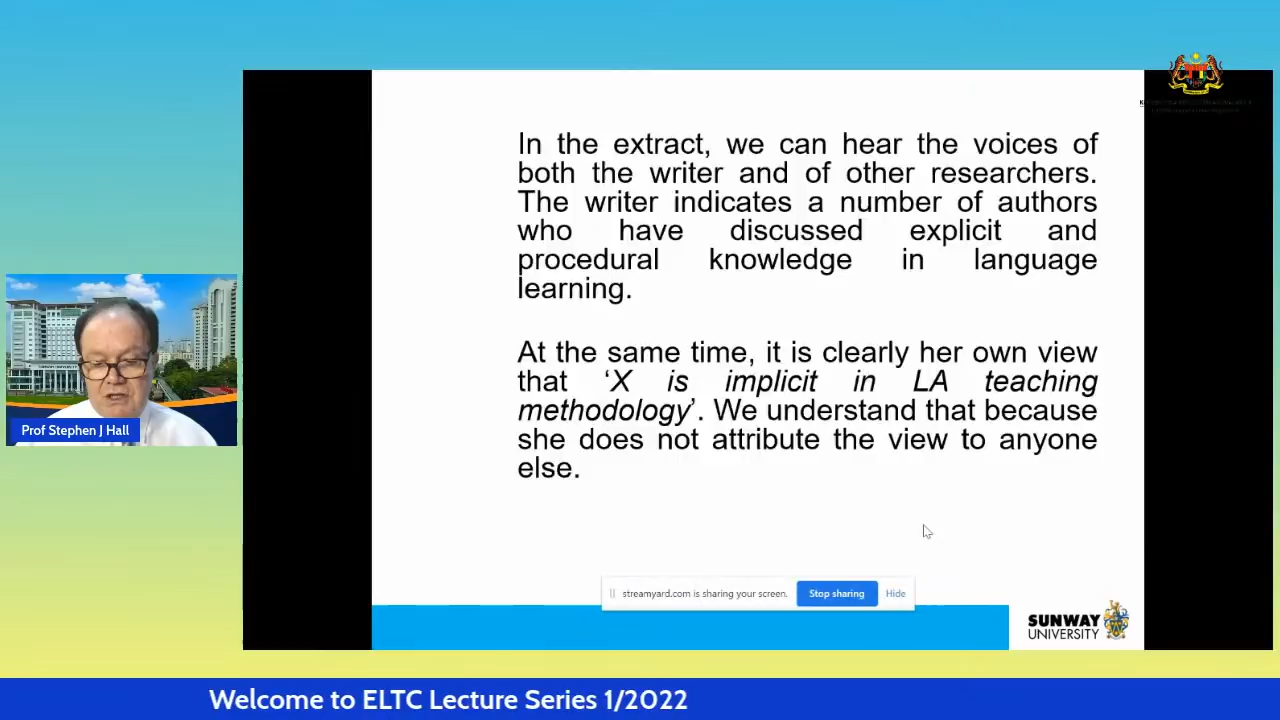 In the extract, we can hear the voices of
both the writer and of other researchers.
The writer indicates a number of authors
who have discussed explicit and
procedural knowledge in language
learning.
At the same time, it is clearly her own view
that ‘X is implicit in LA teaching
methodology’. We understand that because
she does not attribute the view to anyone
else.
Prof Stephen J Hall
streamyard.com is sharing your screen.
Stop sharing
Hide
SUNWAY
UNIVERSITY
Welcome to ELTC Lecture Series 1/2022